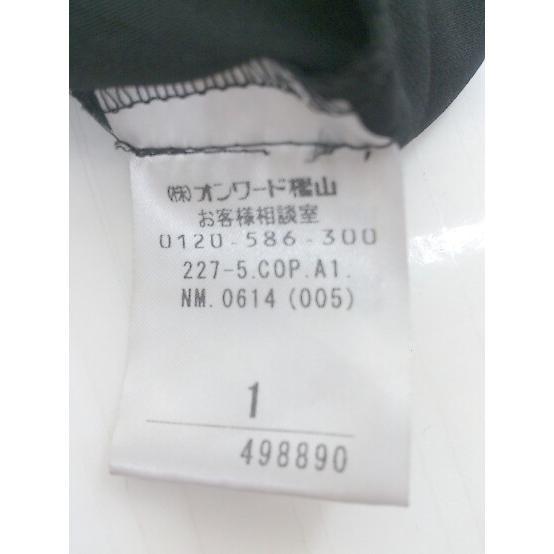 ㈱オンワード樫山
お客様相談室
0120-586-300
227-5.COP.A1.
NM.0614 (005)
1
498890